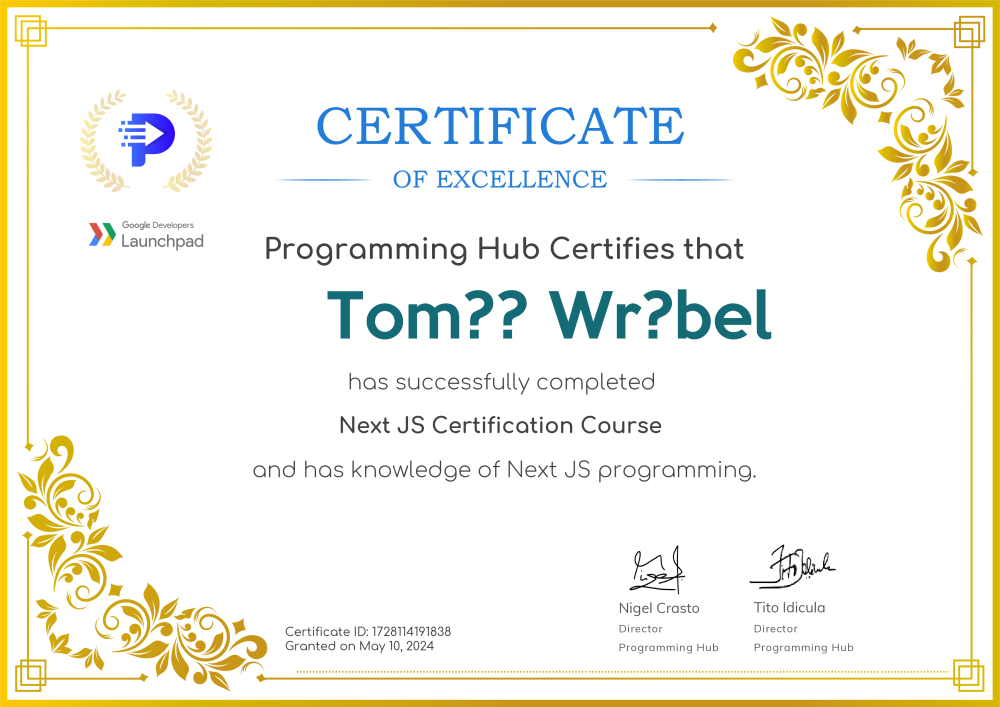 CERTIFICATE
OF EXCELLENCE
Google Developers
Launchpad
Programming Hub Certifies that
Tom?? Wr?bel
has successfully completed
Next JS Certification Course
and has knowledge of Next JS programming.
Nigel Crasto
Director
Programming Hub
Tito Idicula
Director
Programming Hub
Certificate ID: 1728114191838
Granted on May 10, 2024